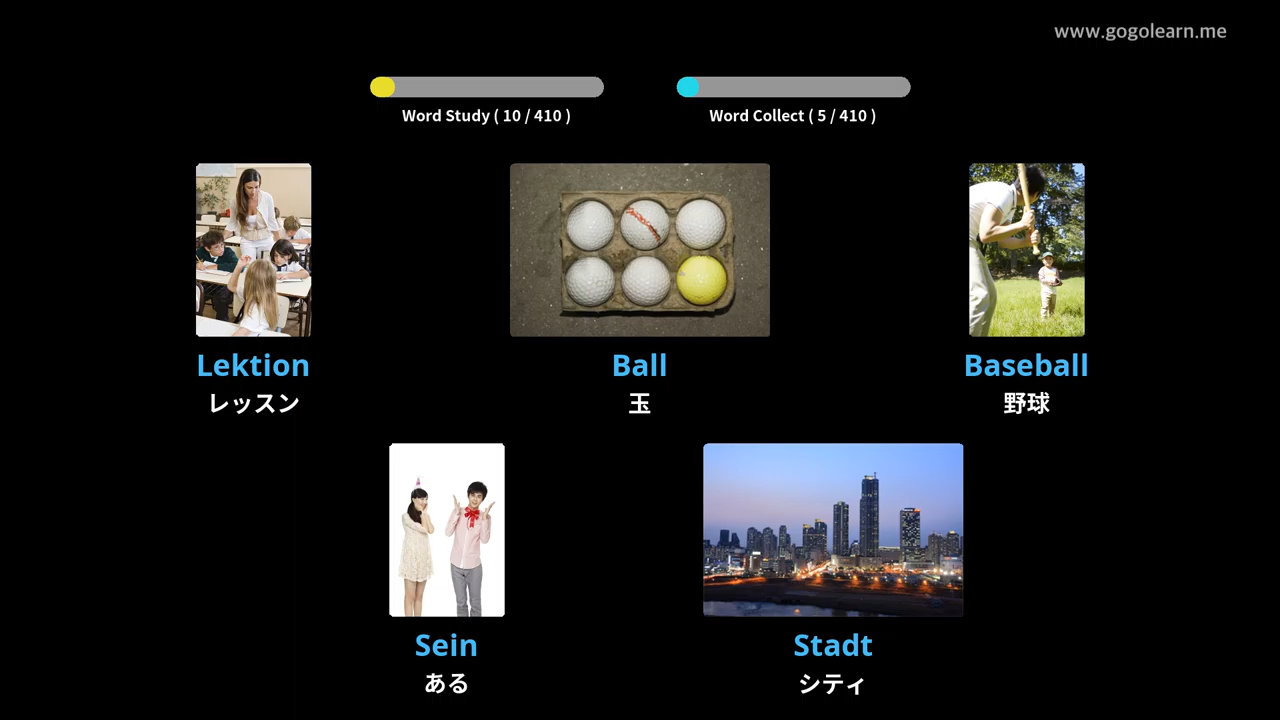 www.gogolearn.me
Word Study ( 10 / 410 )
Word Collect ( 5 / 410 )
Lektion
レッスン
Ball
玉
Baseball
野球
Sein
ある
Stadt
シティ